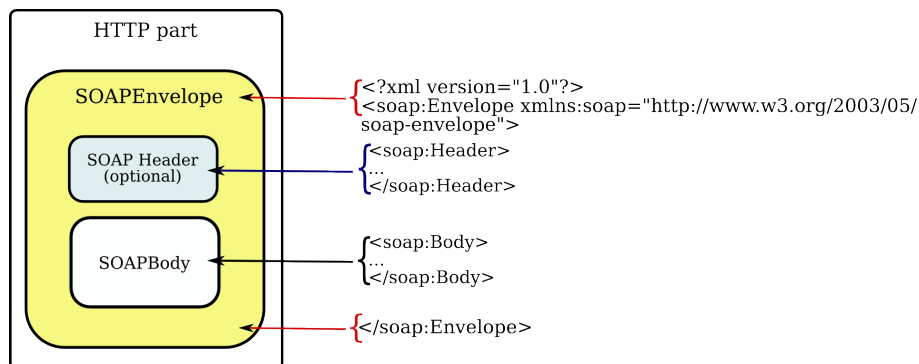 HTTP part
SOAPEnvelope
SOAP Header
(optional)
SOAPBody
<?xml version="1.0"?>
<soap:Envelope xmlns:soap="http://www.w3.org/2003/05/
soap-envelope">
<soap:Header>
...
</soap:Header>
<soap:Body>
...
</soap:Body>
</soap:Envelope>